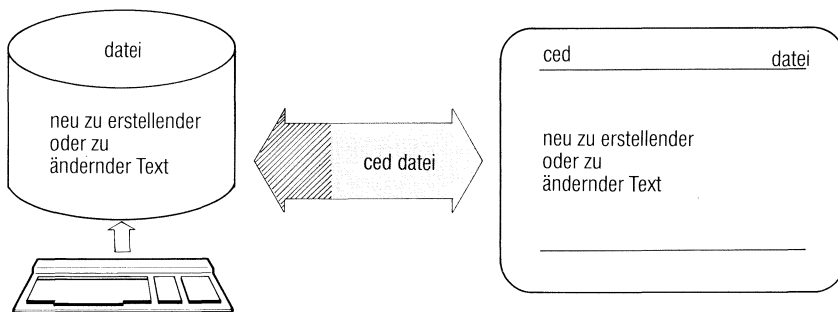 datei
neu zu erstellender
oder zu
ändernder Text
ced datei
ced datei
neu zu erstellender
oder zu
ändernder Text